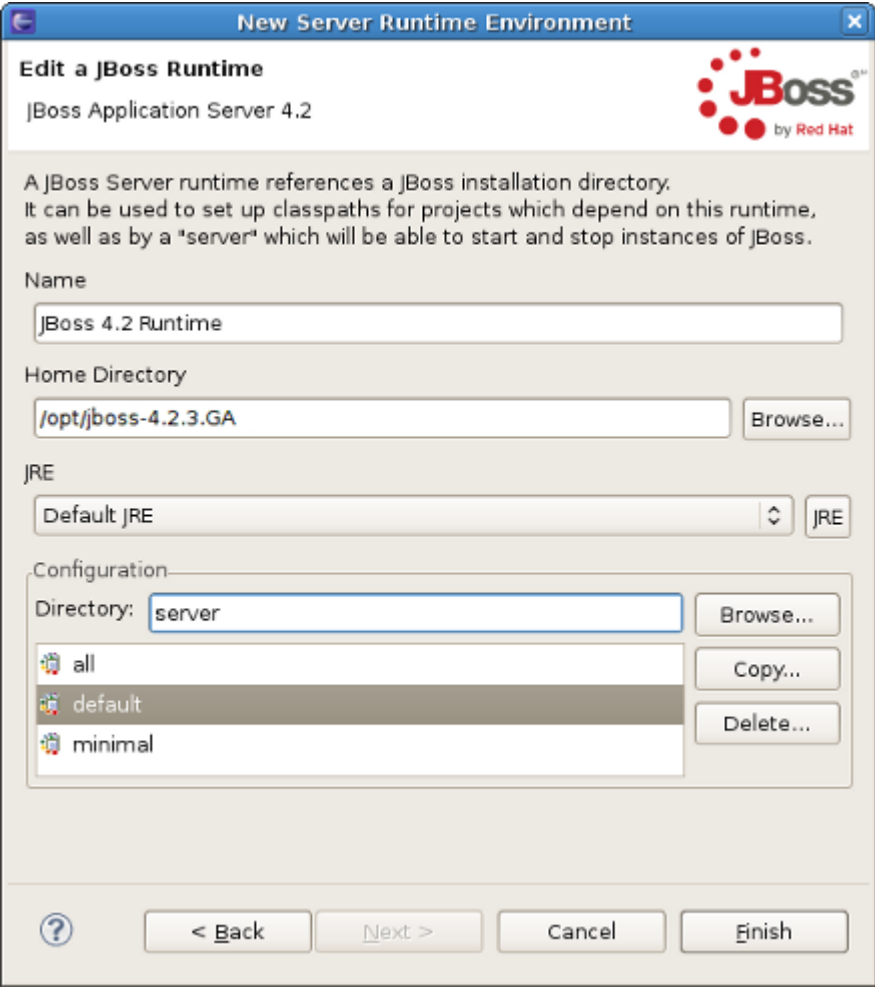 New Server Runtime Environment
Edit a JBoss Runtime
JBoss Application Server 4.2
JBoss
by Red Hat
A JBoss Server runtime references a JBoss installation directory.
It can be used to set up classpaths for projects which depend on this runtime,
as well as by a "server" which will be able to start and stop instances of JBoss.
Name
JBoss 4.2 Runtime
Home Directory
/opt/jboss-4.2.3.GA
Browse...
JRE
Default JRE
JRE
Configuration
Directory:
server
Browse...
all
Copy...
default
Delete...
minimal
?
< Back
Next >
Cancel
Finish